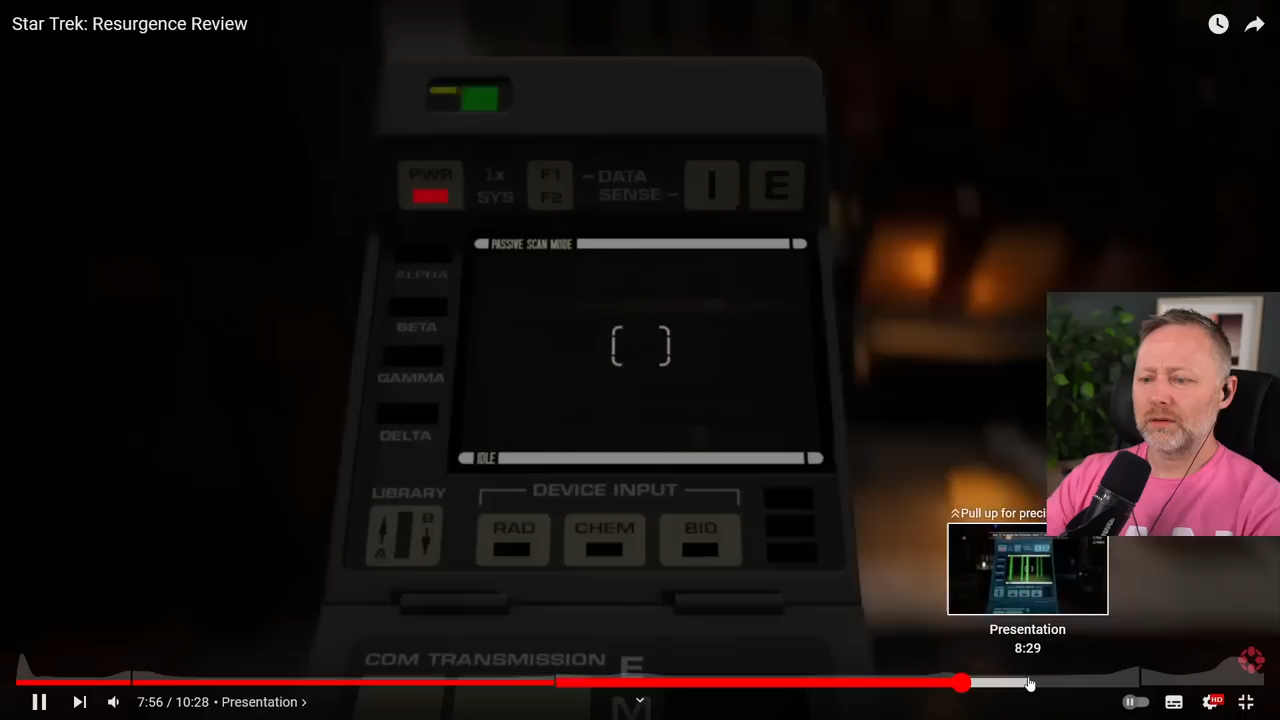 Star Trek: Resurgence Review
PWR
1x
SYS
F1
F2
DATA
SENSE
I
E
PASSIVE SCAN MODE
ALPHA
BETA
GAMMA
DELTA
IDLE
LIBRARY
A
B
DEVICE INPUT
RAD
CHEM
BIO
Pull up for preci
Presentation
8:29
COM TRANSMISSION
E
M
7:56 / 10:28 • Presentation
HD